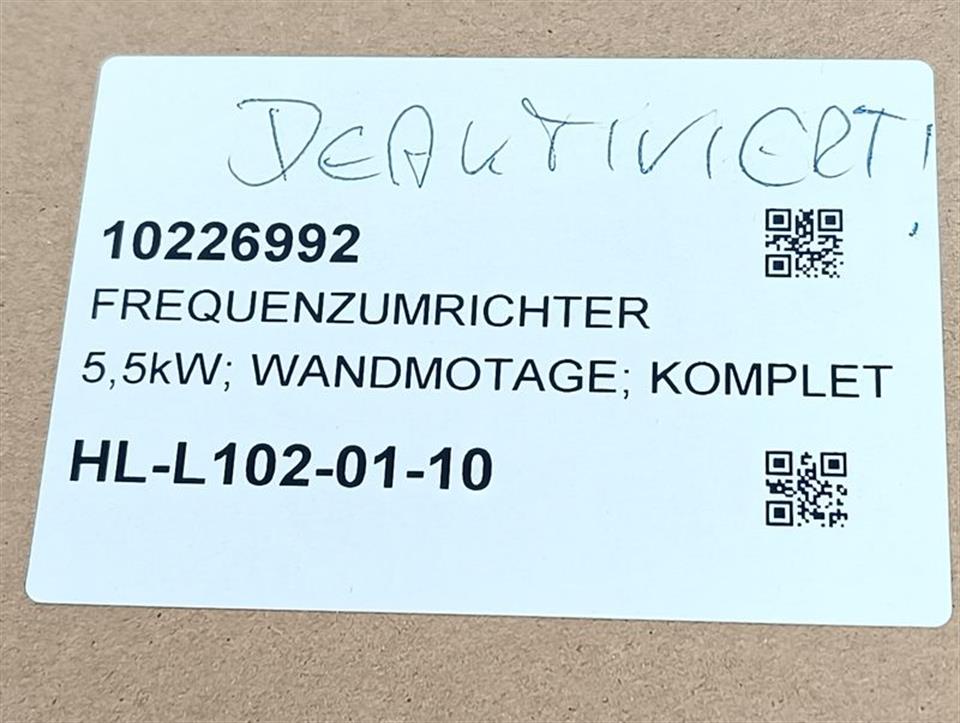 DEAKTIVIERT!
10226992
FREQUENZUMRICHTER
5,5kW; WANDMOTAGE; KOMPLET
HL-L102-01-10